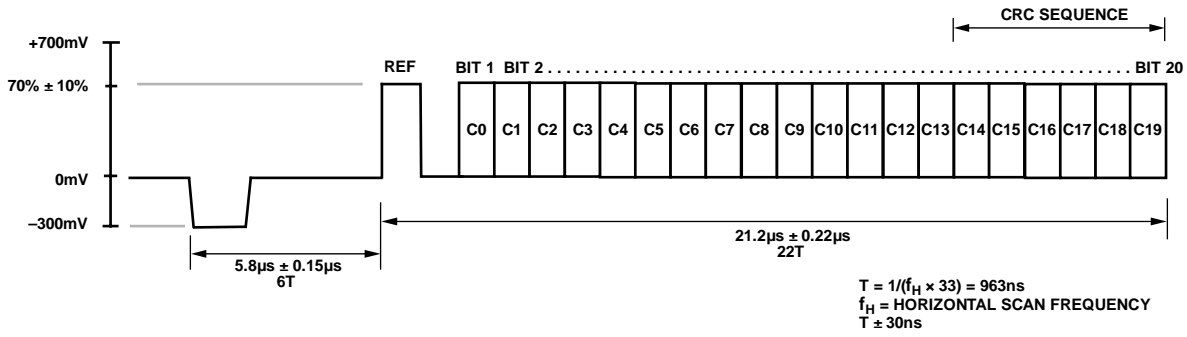 CRC SEQUENCE
+700mV
REF
BIT 1 BIT 2 . . . . . . . . . . . . . . . . . . . . . . . . . . . . . . . . . . . . . . . . . . . . . . . . . . . . . . . . . . . . . . . . BIT 20
70% ± 10%
C0 C1 C2 C3 C4 C5 C6 C7 C8 C9 C10 C11 C12 C13 C14 C15 C16 C17 C18 C19
0mV
–300mV
21.2µs ± 0.22µs
22T
5.8µs ± 0.15µs
6T
T = 1/(fH × 33) = 963ns
fH = HORIZONTAL SCAN FREQUENCY
T ± 30ns